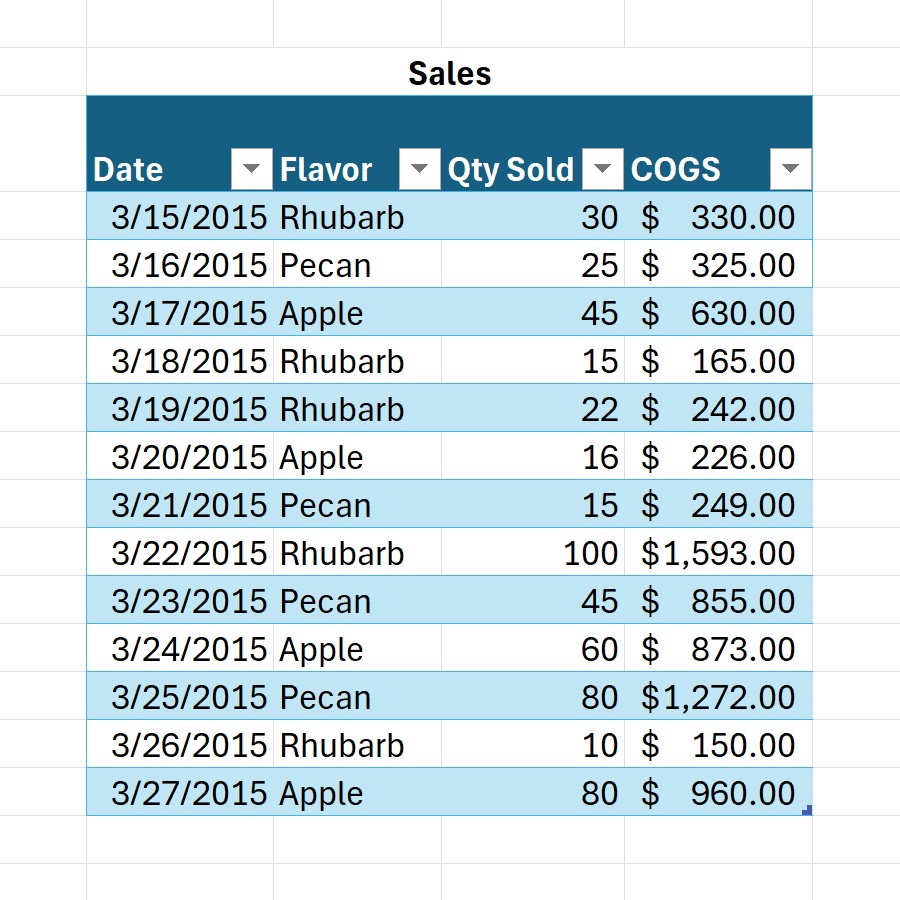 Sales
Date Flavor Qty Sold COGS
3/15/2015 Rhubarb 30 $ 330.00
3/16/2015 Pecan 25 $ 325.00
3/17/2015 Apple 45 $ 630.00
3/18/2015 Rhubarb 15 $ 165.00
3/19/2015 Rhubarb 22 $ 242.00
3/20/2015 Apple 16 $ 226.00
3/21/2015 Pecan 15 $ 249.00
3/22/2015 Rhubarb 100 $1,593.00
3/23/2015 Pecan 45 $ 855.00
3/24/2015 Apple 60 $ 873.00
3/25/2015 Pecan 80 $1,272.00
3/26/2015 Rhubarb 10 $ 150.00
3/27/2015 Apple 80 $ 960.00